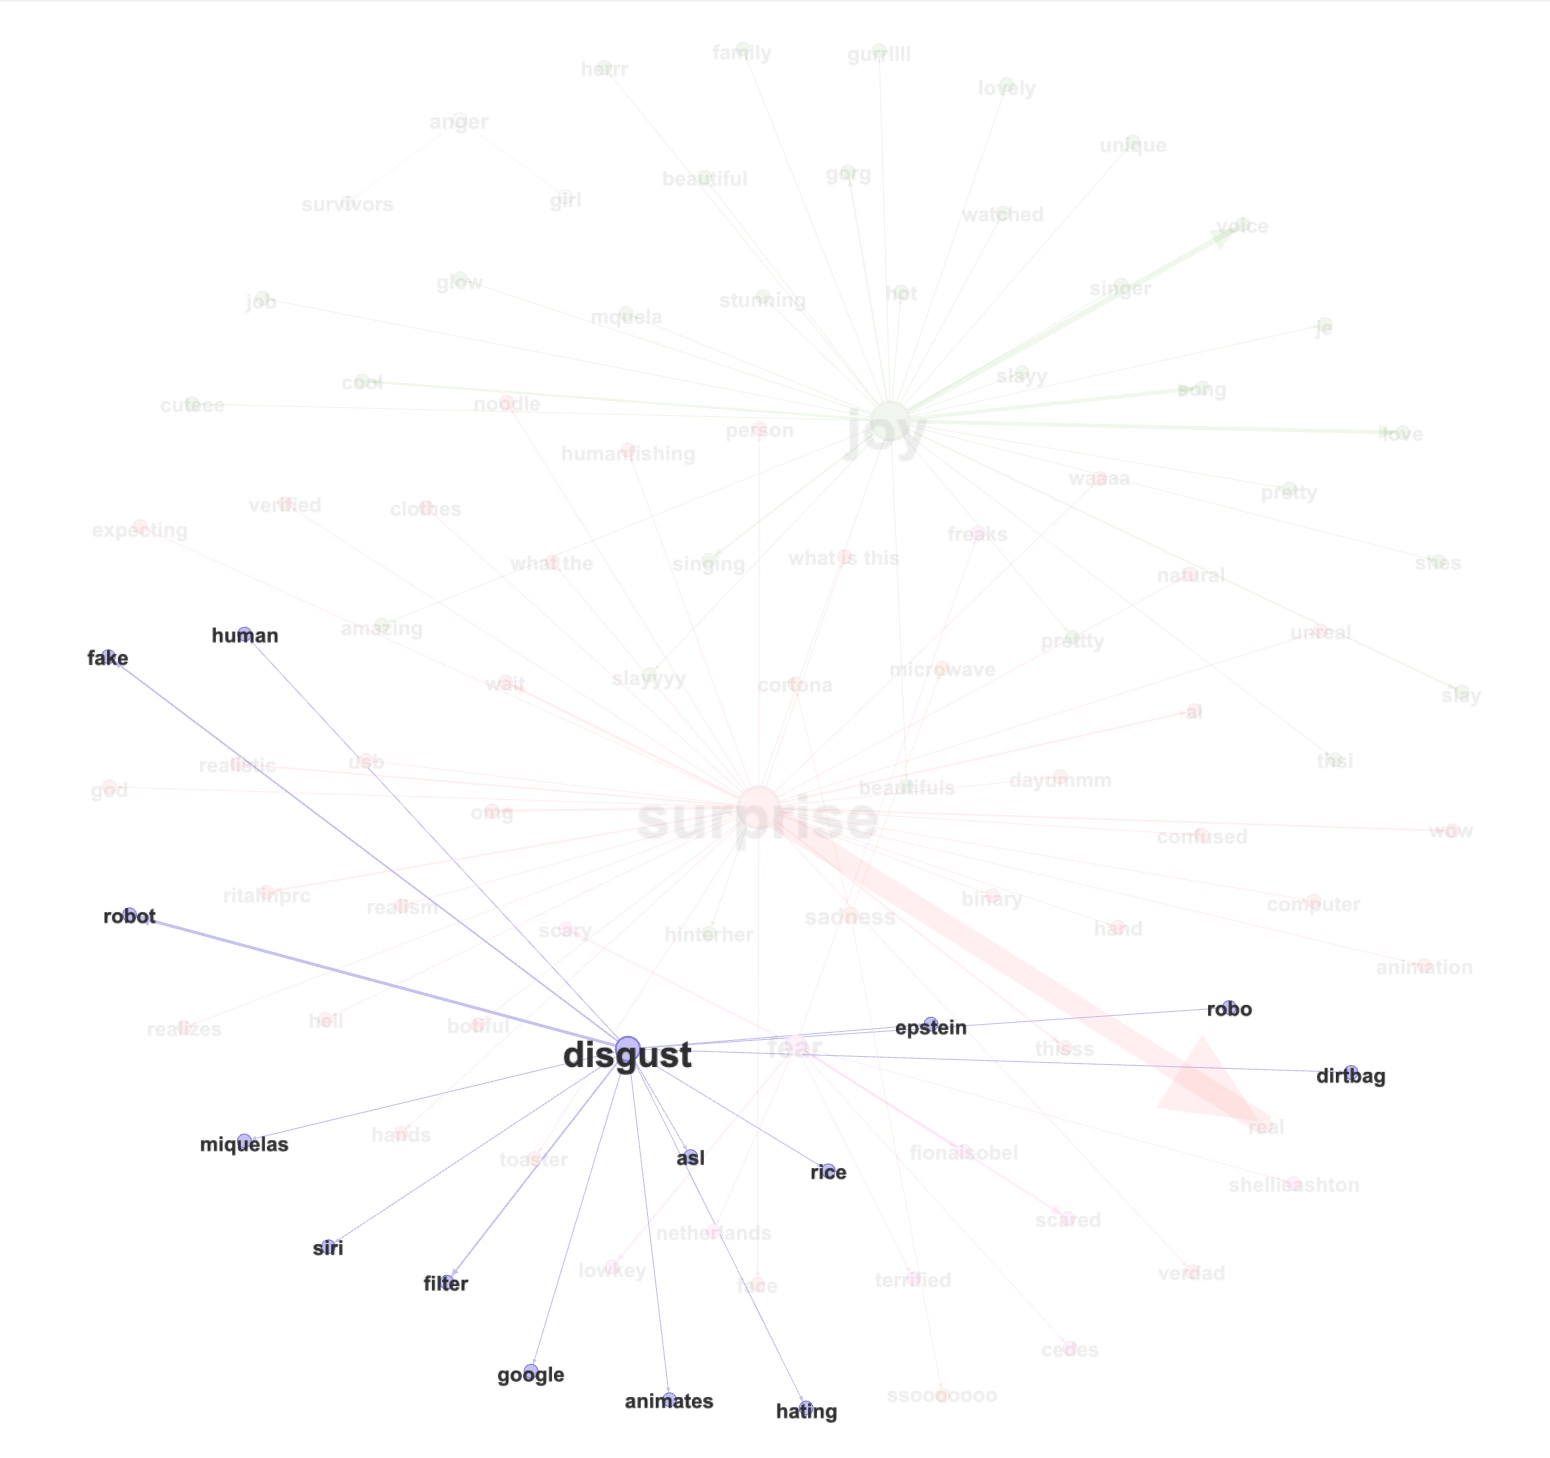 family
gurrllll
herrr
lovely
anger
unique
beautiful
gorg
survivors
girl
watched
voice
glow
singer
job
stunning
hot
mquela
je
cool
slayy
song
cuteee
noodle
person
joy
love
humanfishing
waaaa
pretty
verified
clothes
expecting
freaks
what the
singing
what is this
shes
natural
human
amazing
unreal
prettty
fake
microwave
wait
slayyyy
cortona
slay
ai
realistic
usb
thsi
god
dayummm
beautifuls
omg
surprise
confused
wow
ritalinprc
realism
binary
computer
robot
sadness
scary
hinterher
hand
animation
robo
realizes
hell
botiful
epstein
disgust
fear
thisss
dirtbag
real
miquelas
hands
toaster
asl
rice
fionaisobel
shellieashton
scared
netherlands
siri
lowkey
filter
face
terrified
verdad
cedes
google
animates
hating
ssooooooo